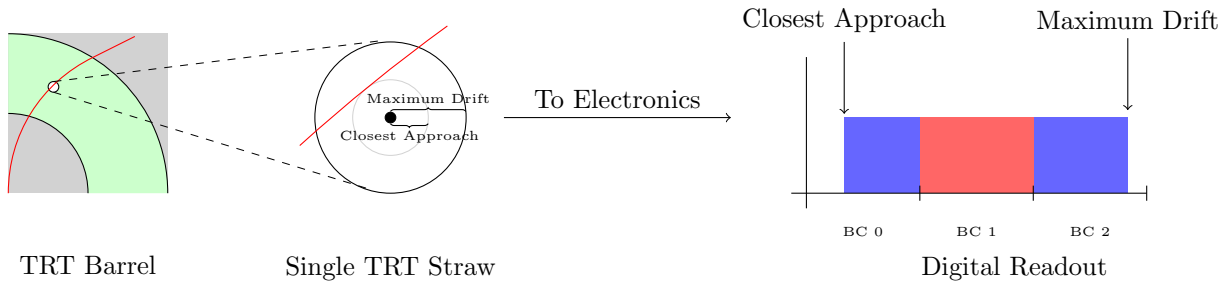 Closest Approach
Maximum Drift
Maximum Drift
Closest Approach
To Electronics
BC 0
BC 1
BC 2
TRT Barrel
Single TRT Straw
Digital Readout